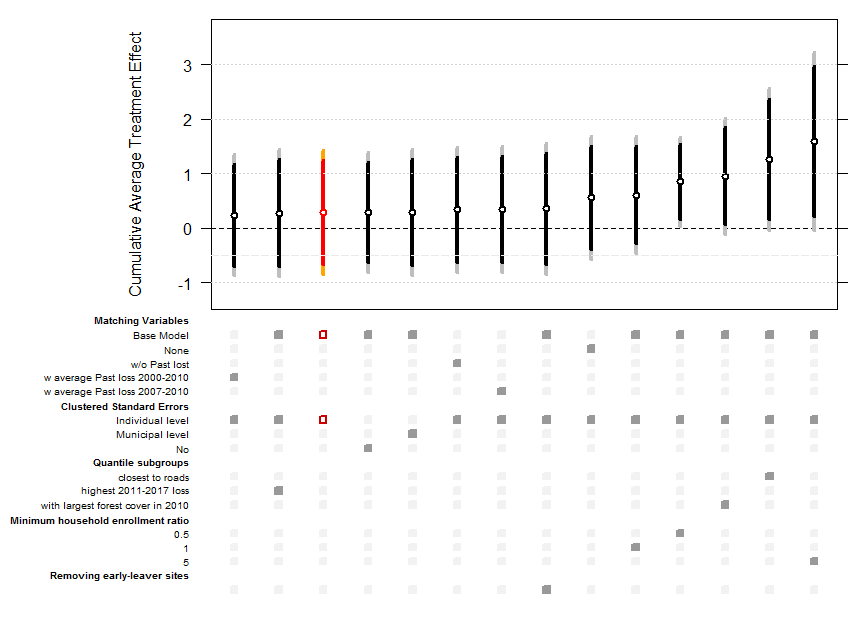 Cumulative Average Treatment Effect
3
2
1
0
-1
Matching Variables
Base Model
None
w/o Past lost
w average Past loss 2000-2010
w average Past loss 2007-2010
Clustered Standard Errors
Individual level
Municipal level
No
Quantile subgroups
closest to roads
highest 2011-2017 loss
with largest forest cover in 2010
Minimum household enrollment ratio
0.5
1
5
Removing early-leaver sites